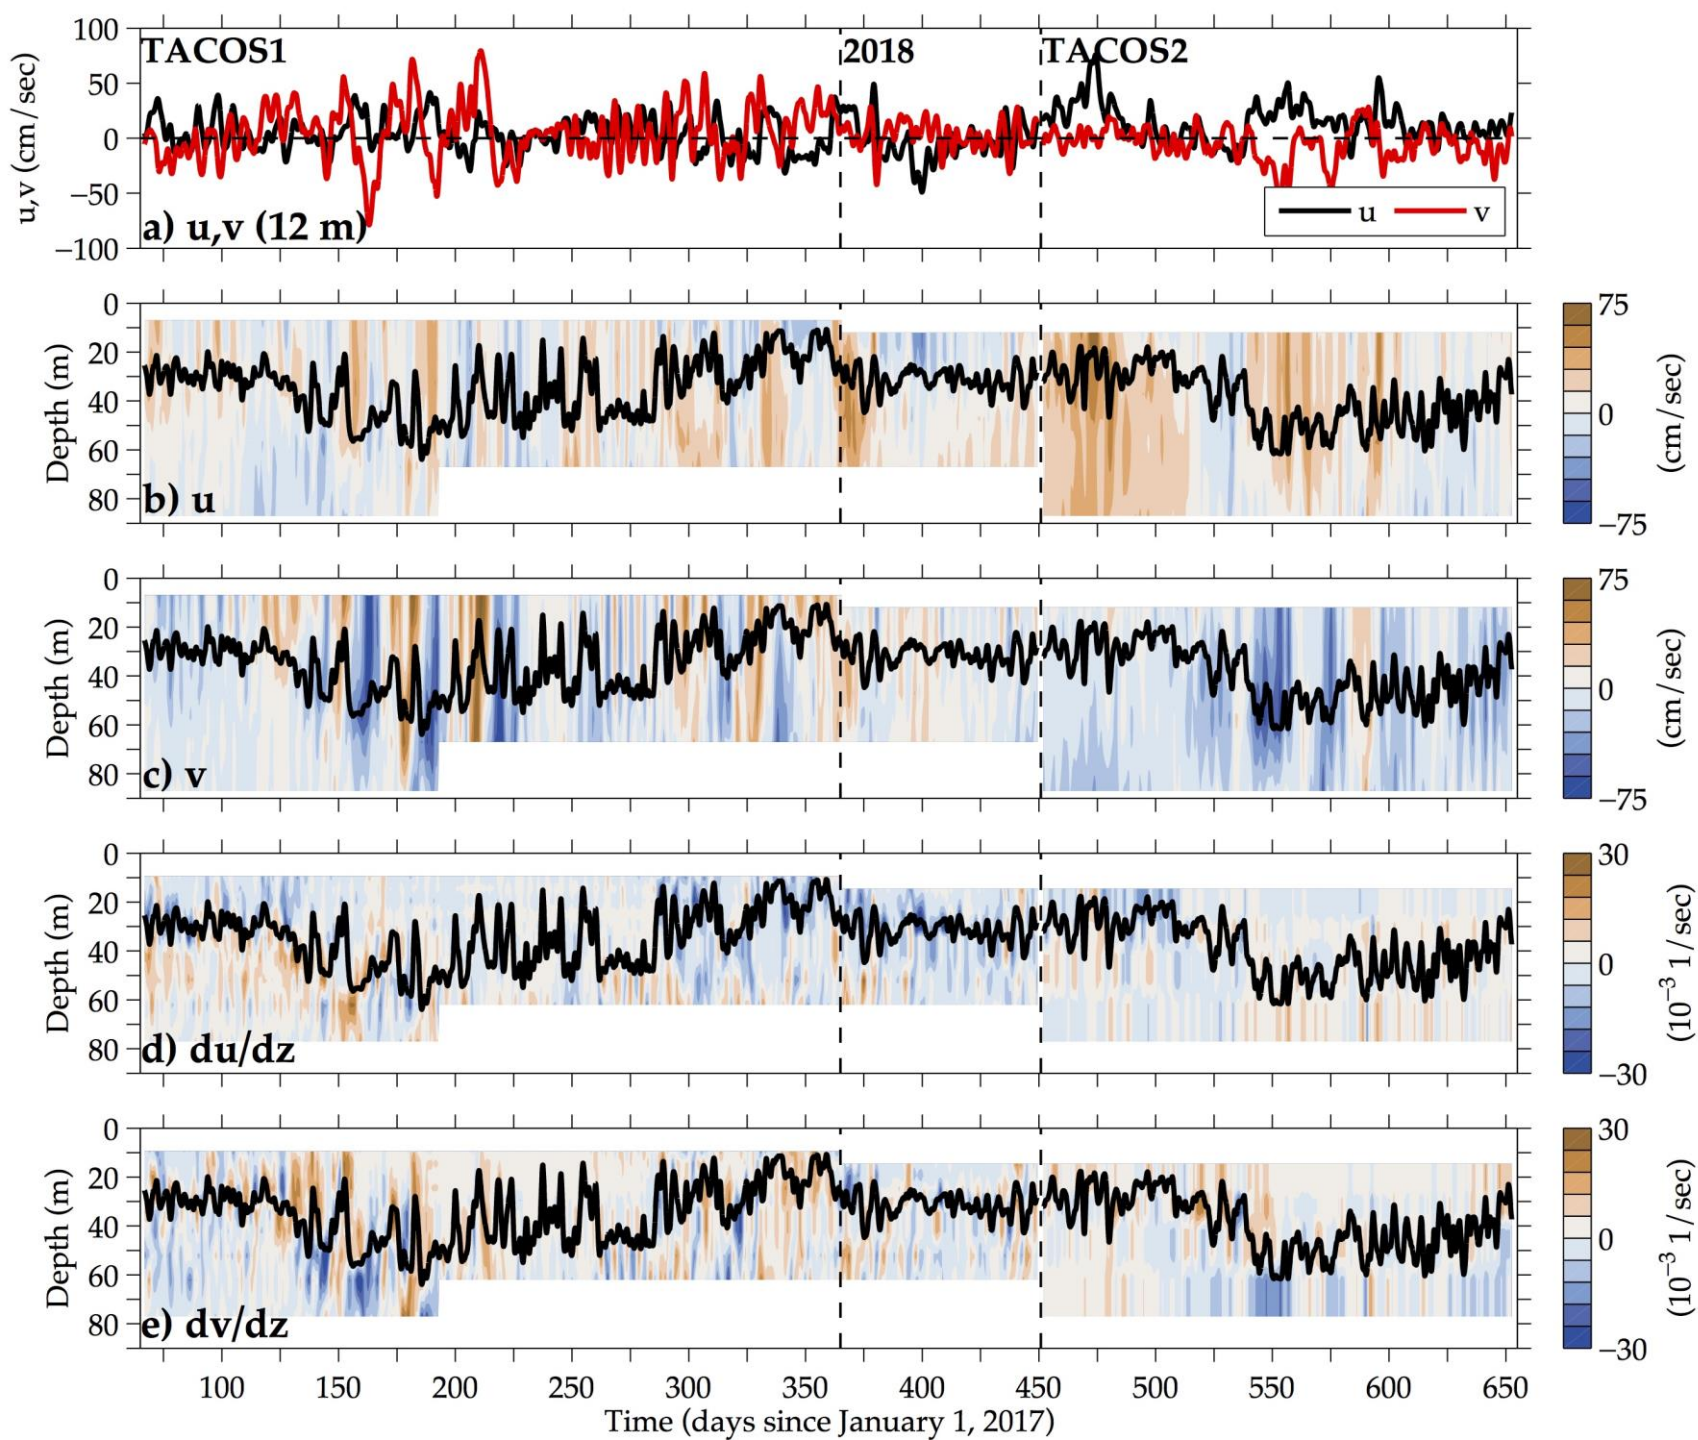 100
50
0
−50
−100
u,v (cm/sec)
TACOS1
2018
TACOS2
a) u,v (12 m)
u
v
0
20
40
60
80
Depth (m)
b) u
75
0
−75
(cm/sec)
0
20
40
60
80
Depth (m)
c) v
75
0
−75
(cm/sec)
0
20
40
60
80
Depth (m)
d) du/dz
30
0
−30
(10⁻³ 1/sec)
0
20
40
60
80
Depth (m)
e) dv/dz
30
0
−30
(10⁻³ 1/sec)
100 150 200 250 300 350 400 450 500 550 600 650
Time (days since January 1, 2017)